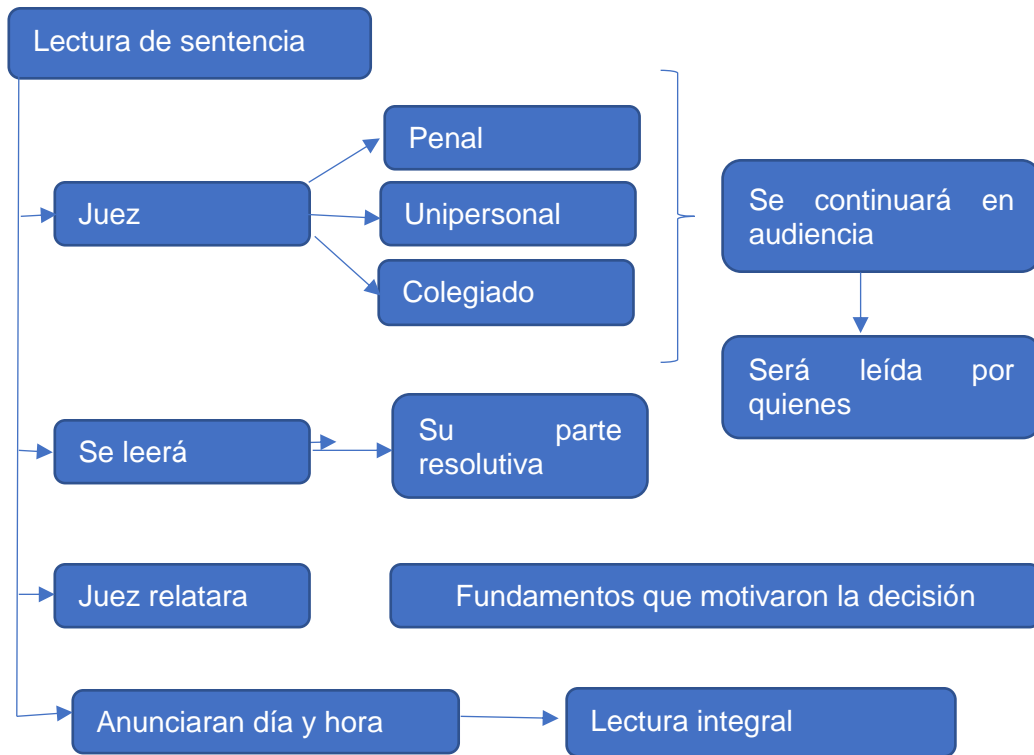 Lectura de sentencia
Juez
Penal
Unipersonal
Colegiado
Se continuará en
audiencia
Será leída por
quienes
Se leerá
Su parte
resolutiva
Juez relatara
Fundamentos que motivaron la decisión
Anunciaran día y hora
Lectura integral